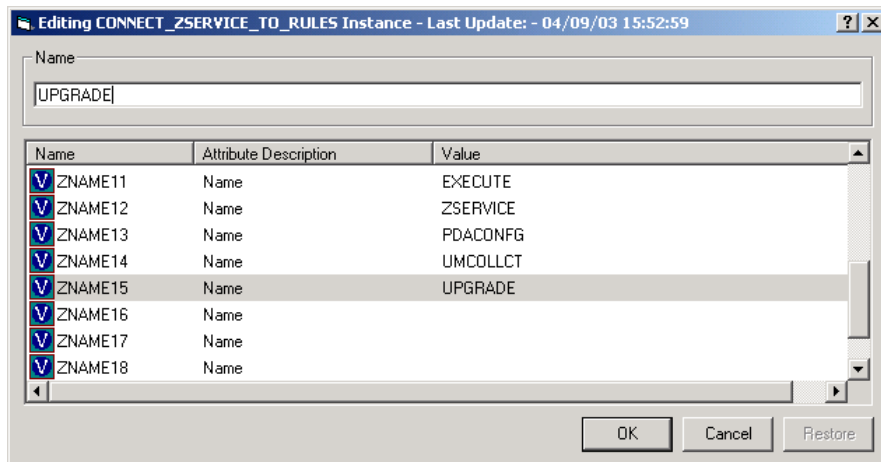 Editing CONNECT_ZSERVICE_TO_RULES Instance - Last Update: - 04/09/03 15:52:59
Name
UPGRADE
Name Attribute Description Value
V ZNAME11 Name EXECUTE
V ZNAME12 Name ZSERVICE
V ZNAME13 Name PDACONFG
V ZNAME14 Name UMCOLLCT
V ZNAME15 Name UPGRADE
V ZNAME16 Name
V ZNAME17 Name
V ZNAME18 Name
OK Cancel Restore